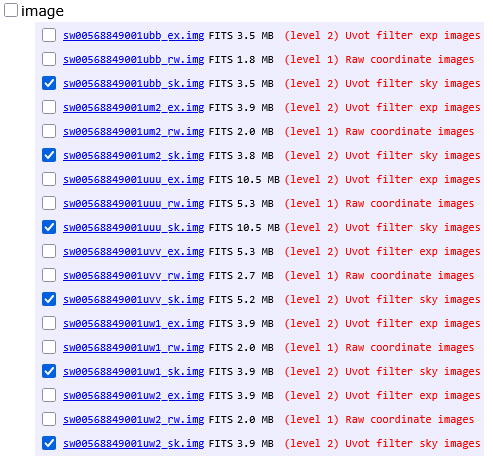 image
sw00568849001ubb_ex.img FITS 3.5 MB (level 2) Uvot filter exp images
sw00568849001ubb_rw.img FITS 1.8 MB (level 1) Raw coordinate images
sw00568849001ubb_sk.img FITS 3.5 MB (level 2) Uvot filter sky images
sw00568849001um2_ex.img FITS 3.9 MB (level 2) Uvot filter exp images
sw00568849001um2_rw.img FITS 2.0 MB (level 1) Raw coordinate images
sw00568849001um2_sk.img FITS 3.8 MB (level 2) Uvot filter sky images
sw00568849001uuu_ex.img FITS 10.5 MB (level 2) Uvot filter exp images
sw00568849001uuu_rw.img FITS 5.3 MB (level 1) Raw coordinate images
sw00568849001uuu_sk.img FITS 10.5 MB (level 2) Uvot filter sky images
sw00568849001uvv_ex.img FITS 5.3 MB (level 2) Uvot filter exp images
sw00568849001uvv_rw.img FITS 2.7 MB (level 1) Raw coordinate images
sw00568849001uvv_sk.img FITS 5.2 MB (level 2) Uvot filter sky images
sw00568849001uw1_ex.img FITS 3.9 MB (level 2) Uvot filter exp images
sw00568849001uw1_rw.img FITS 2.0 MB (level 1) Raw coordinate images
sw00568849001uw1_sk.img FITS 3.9 MB (level 2) Uvot filter sky images
sw00568849001uw2_ex.img FITS 3.9 MB (level 2) Uvot filter exp images
sw00568849001uw2_rw.img FITS 2.0 MB (level 1) Raw coordinate images
sw00568849001uw2_sk.img FITS 3.9 MB (level 2) Uvot filter sky images